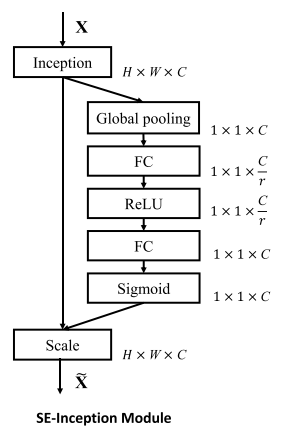 X
Inception
H × W × C
Global pooling
1 × 1 × C
FC
1 × 1 × C/r
ReLU
1 × 1 × C/r
FC
1 × 1 × C
Sigmoid
1 × 1 × C
Scale
H × W × C
X̃
SE-Inception Module